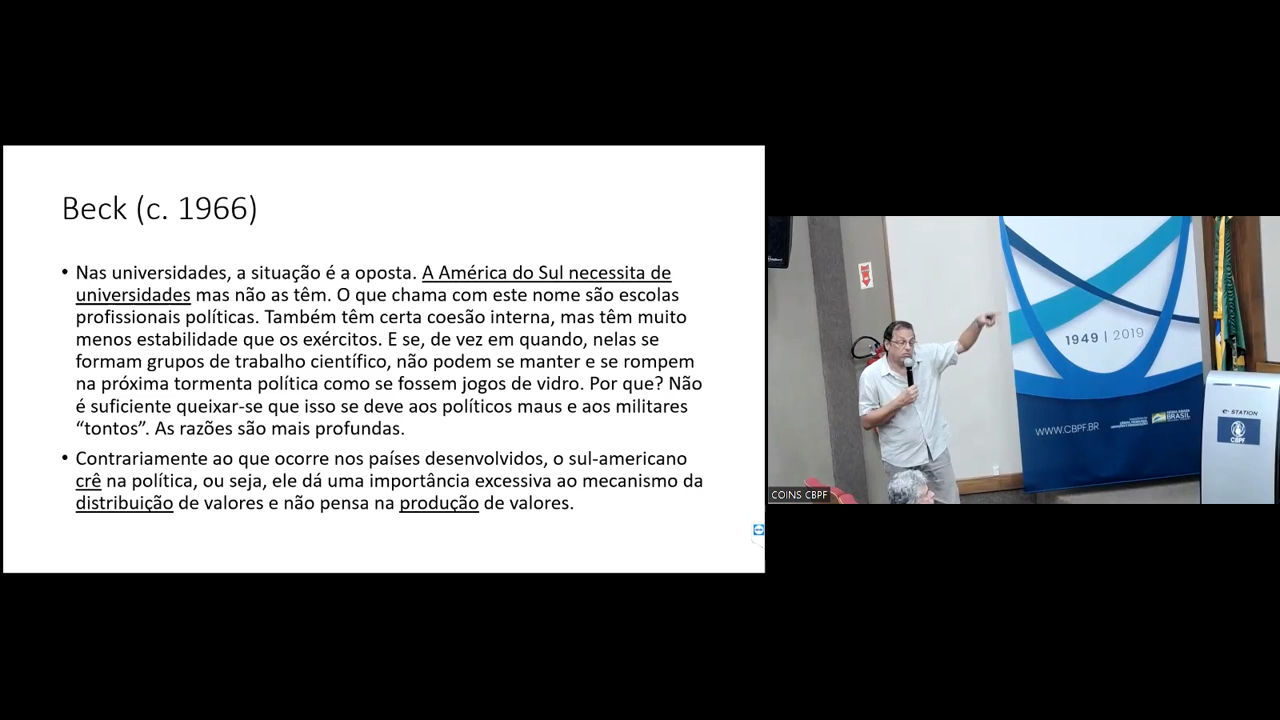 Beck (c. 1966)
• Nas universidades, a situação é a oposta. A América do Sul necessita de
universidades mas não as têm. O que chama com este nome são escolas
profissionais políticas. Também têm certa coesão interna, mas têm muito
menos estabilidade que os exércitos. E se, de vez em quando, nelas se
formam grupos de trabalho científico, não podem se manter e se rompem
na próxima tormenta política como se fossem jogos de vidro. Por que? Não
é suficiente queixar-se que isso se deve aos políticos maus e aos militares
“tontos”. As razões são mais profundas.
• Contrariamente ao que ocorre nos países desenvolvidos, o sul-americano
crê na política, ou seja, ele dá uma importância excessiva ao mecanismo da
distribuição de valores e não pensa na produção de valores.
1949 | 2019
WWW.CBPF.BR
BRASIL
e-STATION
CBPF
COINS CBPF